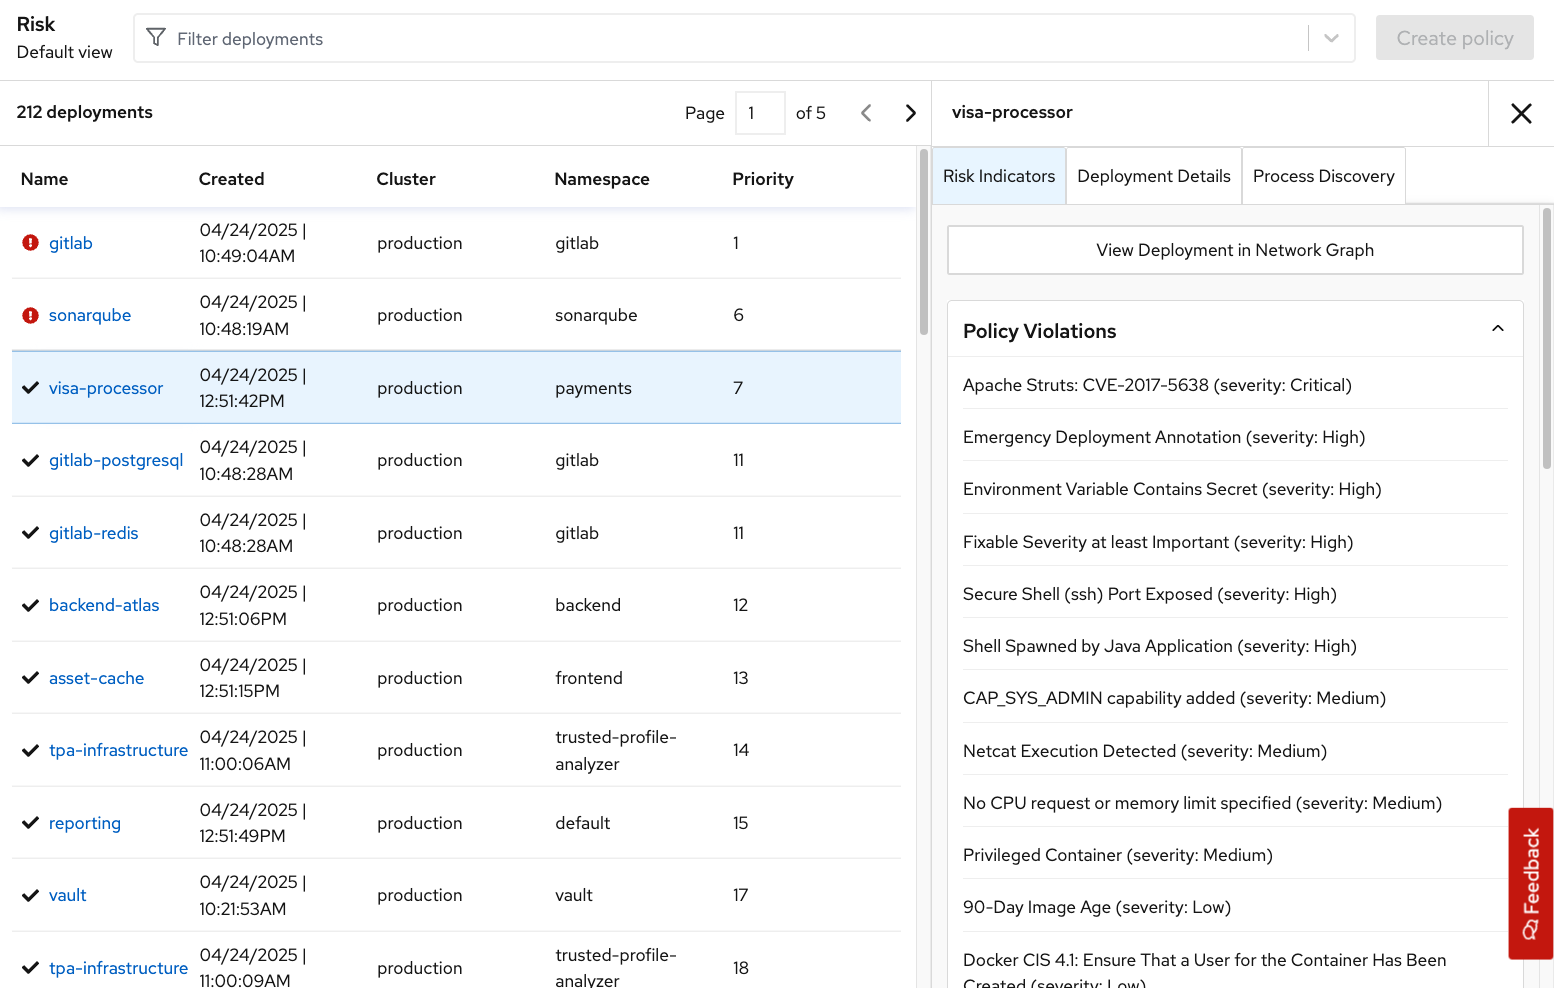 Risk
Default view
Filter deployments
Create policy
212 deployments
Page 1 of 5
visa-processor
Name Created Cluster Namespace Priority
gitlab 04/24/2025 | 10:49:04AM production gitlab 1
sonarqube 04/24/2025 | 10:48:19AM production sonarqube 6
visa-processor 04/24/2025 | 12:51:42PM production payments 7
gitlab-postgresql 04/24/2025 | 10:48:28AM production gitlab 11
gitlab-redis 04/24/2025 | 10:48:28AM production gitlab 11
backend-atlas 04/24/2025 | 12:51:06PM production backend 12
asset-cache 04/24/2025 | 12:51:15PM production frontend 13
tpa-infrastructure 04/24/2025 | 11:00:06AM production trusted-profile-analyzer 14
reporting 04/24/2025 | 12:51:49PM production default 15
vault 04/24/2025 | 10:21:53AM production vault 17
tpa-infrastructure 04/24/2025 | 11:00:09AM production trusted-profile-analyzer 18
Risk Indicators
Deployment Details
Process Discovery
View Deployment in Network Graph
Policy Violations
Apache Struts: CVE-2017-5638 (severity: Critical)
Emergency Deployment Annotation (severity: High)
Environment Variable Contains Secret (severity: High)
Fixable Severity at least Important (severity: High)
Secure Shell (ssh) Port Exposed (severity: High)
Shell Spawned by Java Application (severity: High)
CAP_SYS_ADMIN capability added (severity: Medium)
Netcat Execution Detected (severity: Medium)
No CPU request or memory limit specified (severity: Medium)
Privileged Container (severity: Medium)
90-Day Image Age (severity: Low)
Docker CIS 4.1: Ensure That a User for the Container Has Been
Created (severity: Low)
Feedback